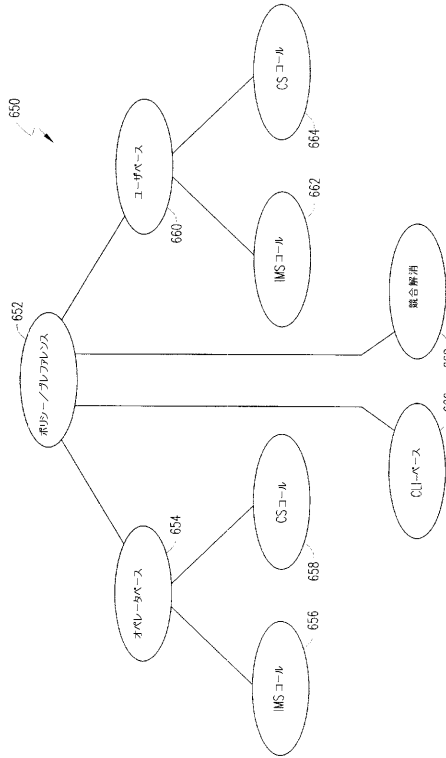 650
652
ポリシー/プレファレンス
654
オペレータベース
660
ユーザベース
656
IMSコール
658
CSコール
662
IMSコール
664
CSコール
CLIーベース
競合解消